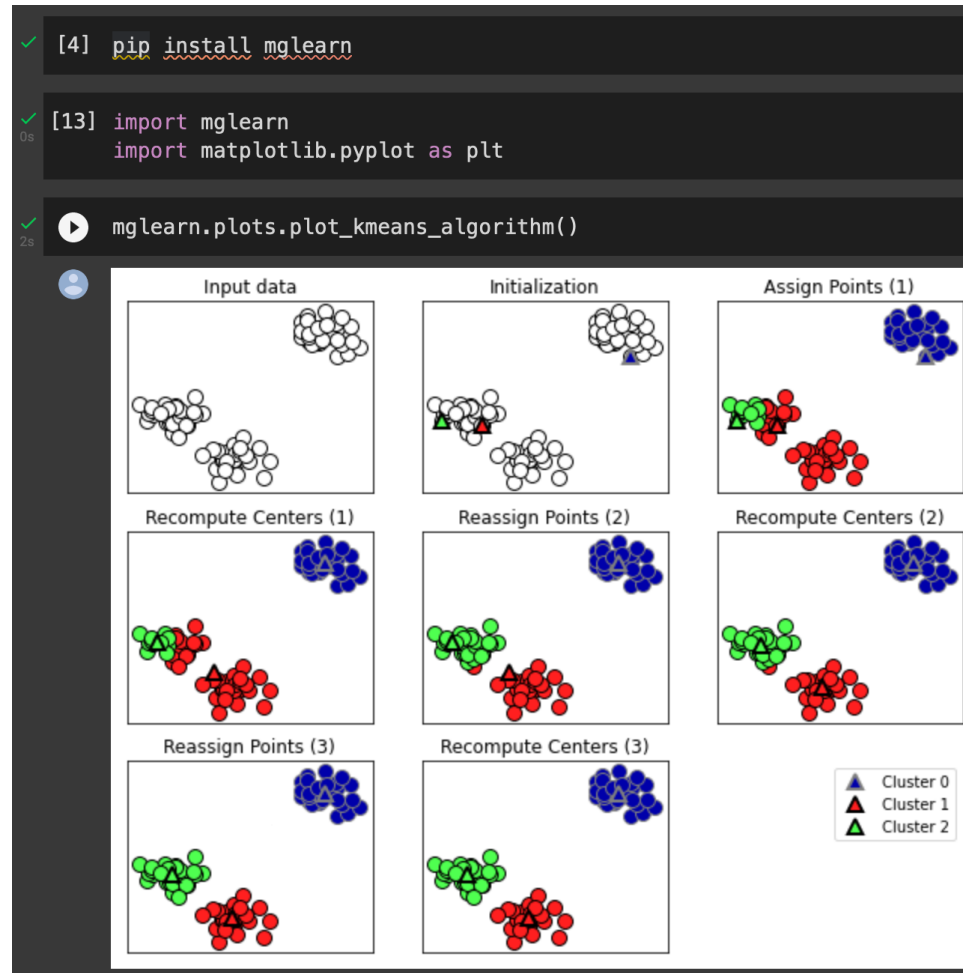 [4] pip install mglearn
[13] import mglearn
0s
import matplotlib.pyplot as plt
mglearn.plots.plot_kmeans_algorithm()
2s
Input data
Initialization
Assign Points (1)
Recompute Centers (1)
Reassign Points (2)
Recompute Centers (2)
Reassign Points (3)
Recompute Centers (3)
Cluster 0
Cluster 1
Cluster 2